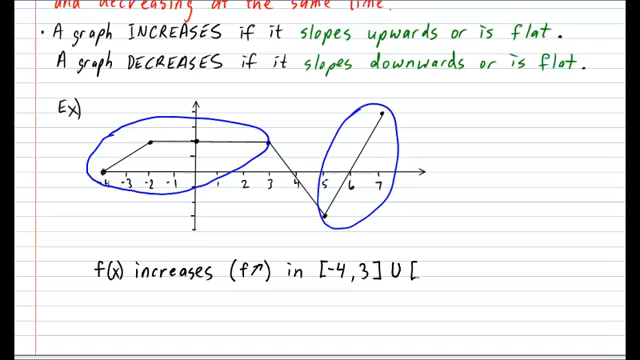 and decreasing at the same time.
• A graph INCREASES if it slopes upwards or is flat.
A graph DECREASES if it slopes downwards or is flat.
Ex)
-4 -3 -2 -1 1 2 3 4 5 6 7
f(x) increases (f↗) in [-4, 3] U [